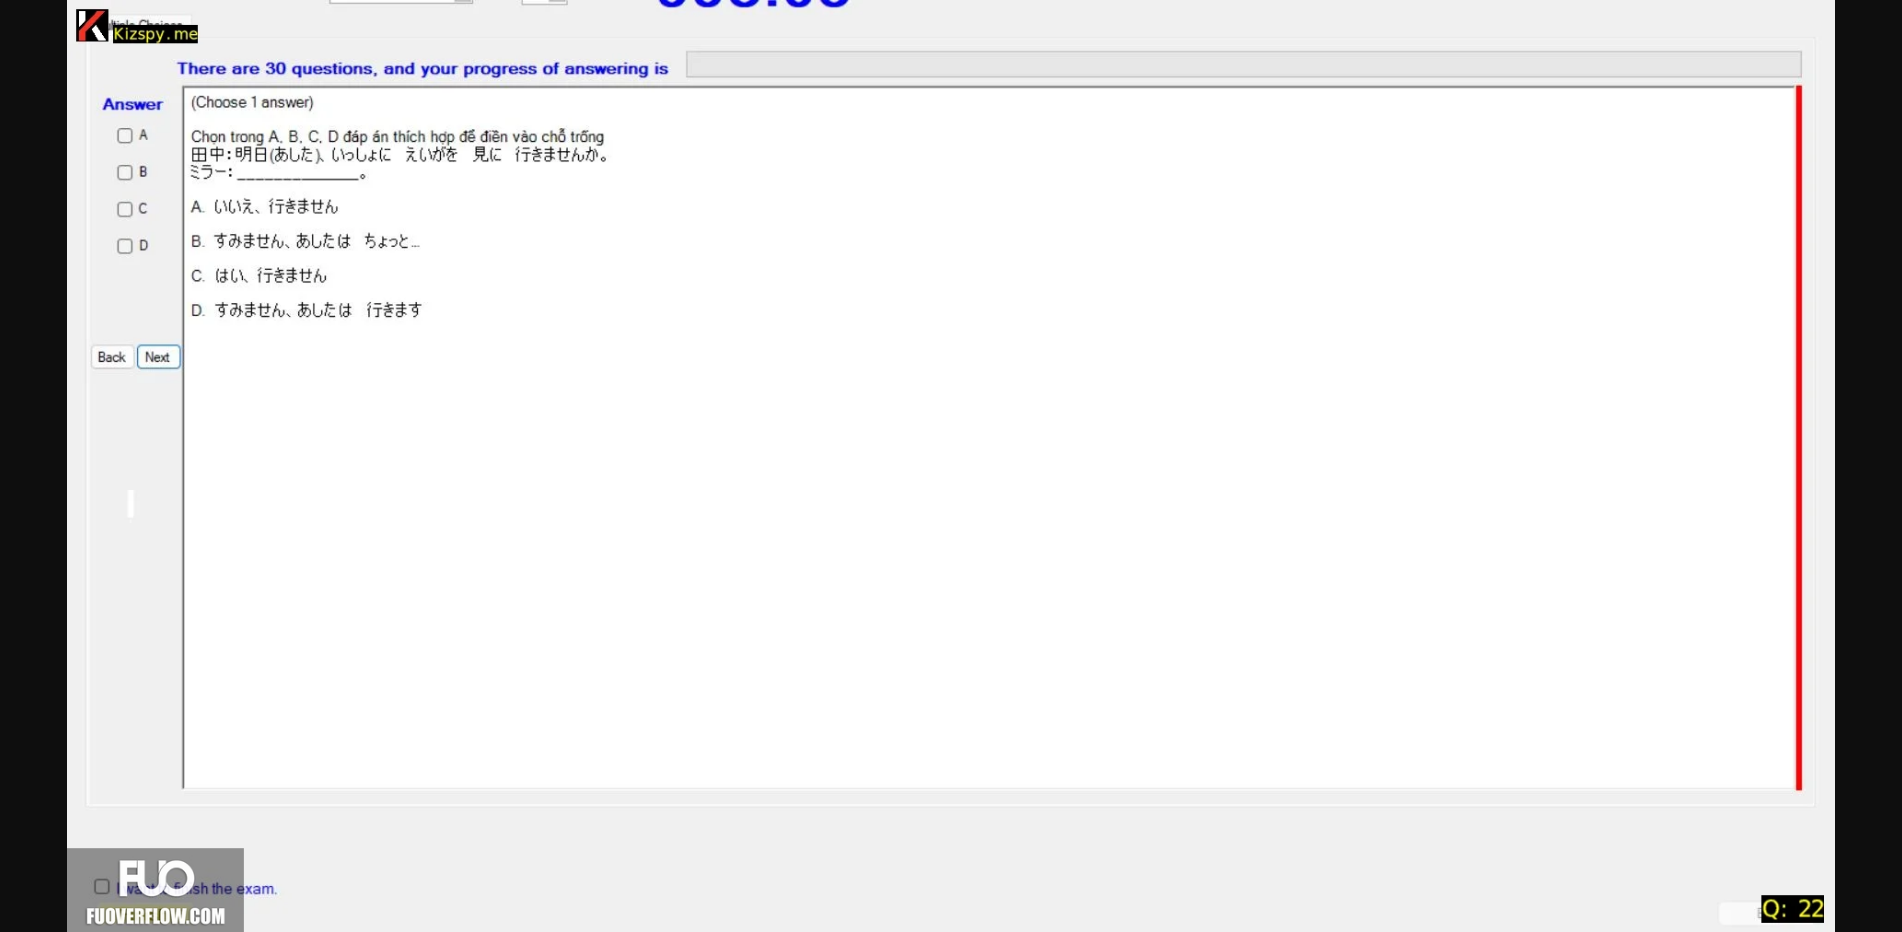 Kizspy.me
There are 30 questions, and your progress of answering is
Answer
(Choose 1 answer)
A
B
C
D
Chọn trong A, B, C, D đáp án thích hợp để điền vào chỗ trống
田中:明日(あした)、いっしょに えいがを 見に 行きませんか。
ミラー:______________。
A. いいえ、行きません
B. すみません、あしたは ちょっと...
C. はい、行きません
D. すみません、あしたは 行きます
Back Next
FUO
finish the exam.
FUOVERFLOW.COM
Q: 22